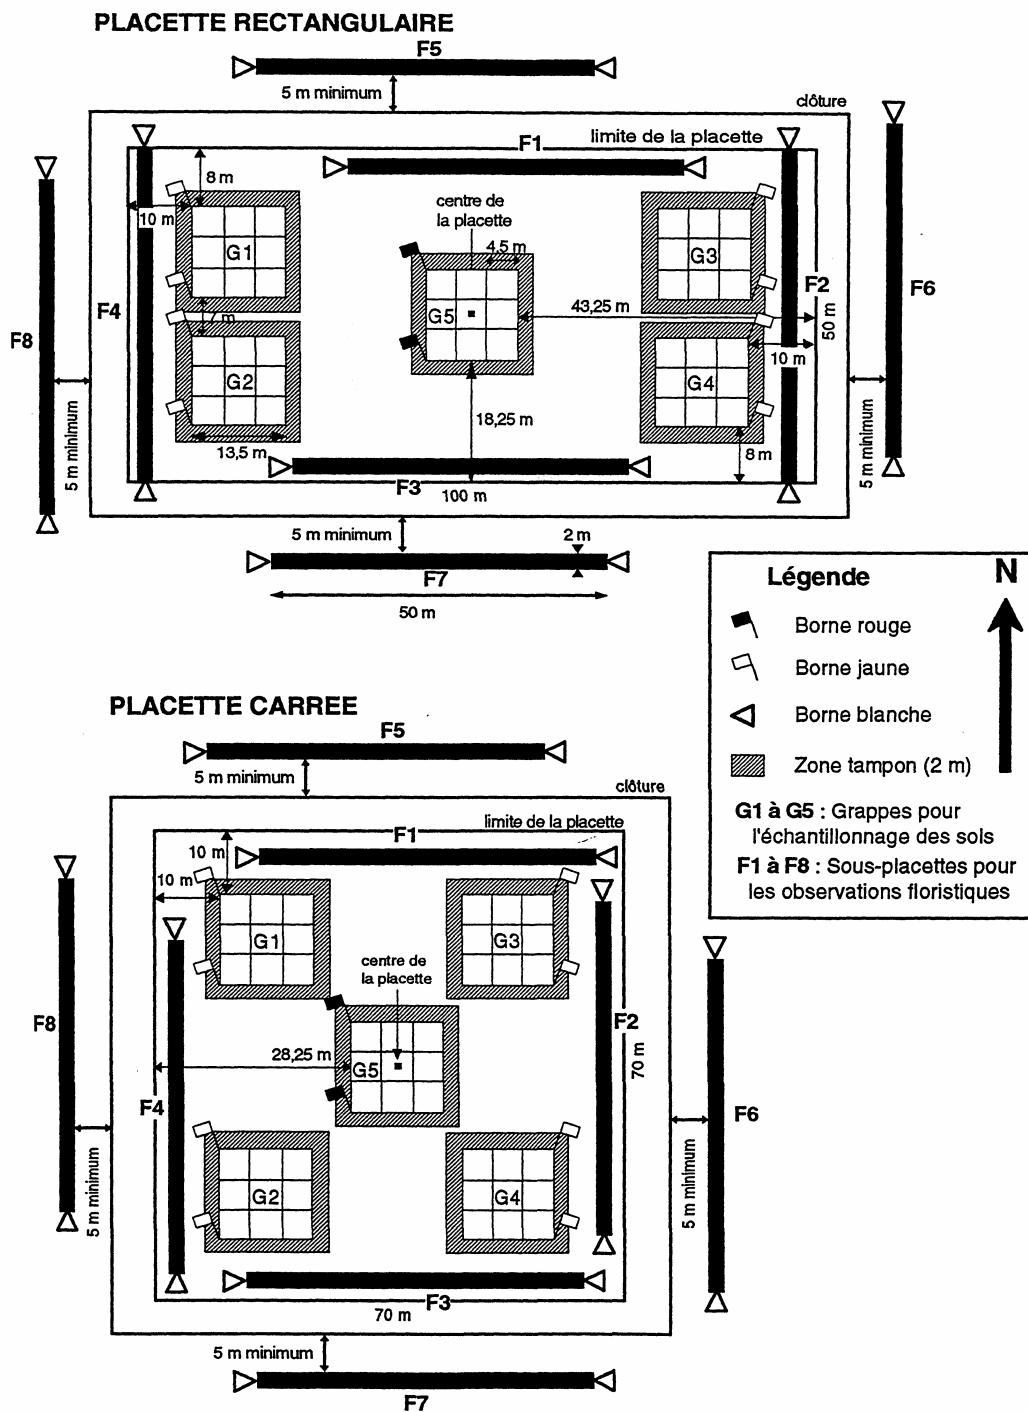 PLACETTE RECTANGULAIRE
F5
5 m minimum
clôture
limite de la placette
F1
8 m
10 m
centre de
la placette
4,5 m
G1
G3
F4
F2
F6
F8
7 m
G5
43,25 m
50 m
10 m
G2
G4
18,25 m
13,5 m
8 m
5 m minimum
5 m minimum
F3
100 m
5 m minimum
2 m
F7
50 m
Légende
N
Borne rouge
Borne jaune
Borne blanche
Zone tampon (2 m)
G1 à G5 : Grappes pour
l'échantillonnage des sols
F1 à F8 : Sous-placettes pour
les observations floristiques
PLACETTE CARREE
F5
5 m minimum
clôture
limite de la placette
F1
10 m
10 m
G1
G3
centre de
la placette
F8
F2
28,25 m
G5
70 m
F4
F6
5 m minimum
5 m minimum
G2
G4
F3
70 m
5 m minimum
F7